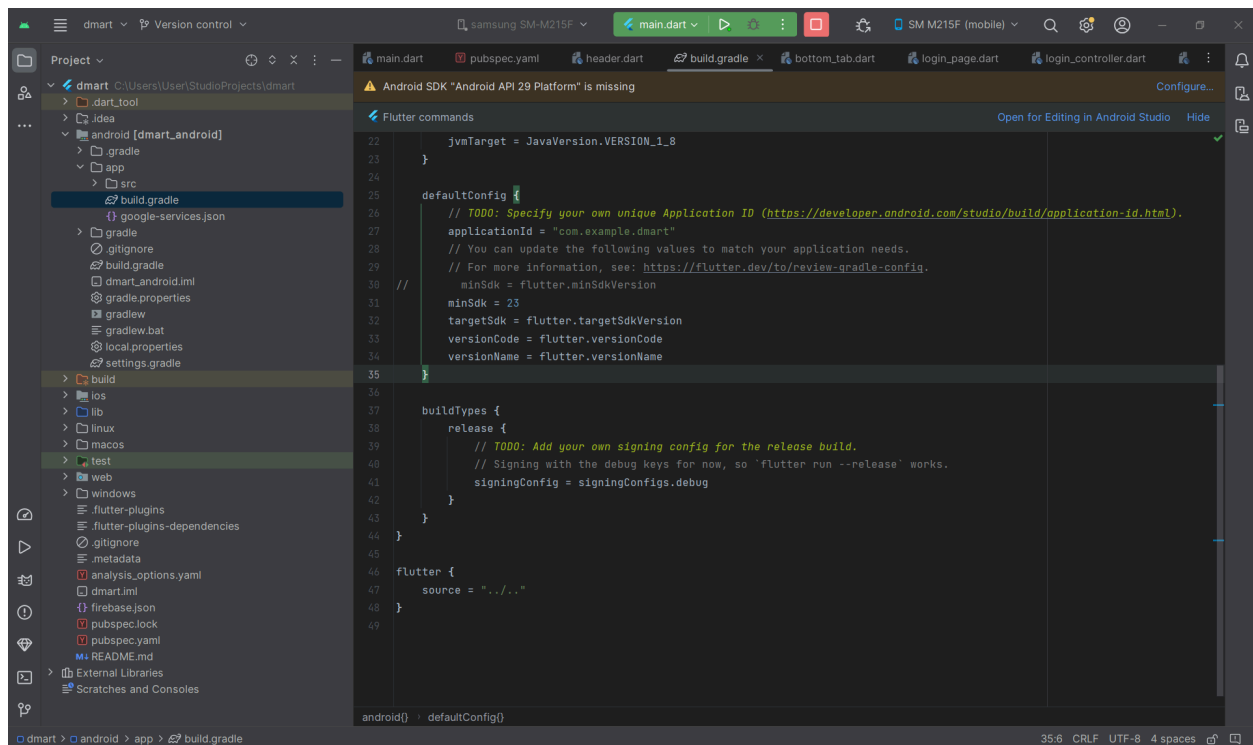 dmart Version control samsung SM-M215F main.dart SM M215F (mobile)
Project
dmart C:\Users\User\StudioProjects\dmart
.dart_tool
.idea
android [dmart_android]
.gradle
app
src
build.gradle
{} google-services.json
gradle
.gitignore
build.gradle
dmart_android.iml
gradle.properties
gradlew
gradlew.bat
local.properties
settings.gradle
build
ios
lib
linux
macos
test
web
windows
.flutter-plugins
.flutter-plugins-dependencies
.gitignore
.metadata
Y analysis_options.yaml
dmart.iml
{} firebase.json
Y pubspec.lock
Y pubspec.yaml
M↓ README.md
External Libraries
Scratches and Consoles
main.dart Y pubspec.yaml header.dart build.gradle bottom_tab.dart login_page.dart login_controller.dart
Android SDK "Android API 29 Platform" is missing Configure...
Flutter commands Open for Editing in Android Studio Hide
22 jvmTarget = JavaVersion.VERSION_1_8
23 }
24
25 defaultConfig {
26 // TODO: Specify your own unique Application ID (https://developer.android.com/studio/build/application-id.html).
27 applicationId = "com.example.dmart"
28 // You can update the following values to match your application needs.
29 // For more information, see: https://flutter.dev/to/review-gradle-config.
30 // minSdk = flutter.minSdkVersion
31 minSdk = 23
32 targetSdk = flutter.targetSdkVersion
33 versionCode = flutter.versionCode
34 versionName = flutter.versionName
35 }
36
37 buildTypes {
38 release {
39 // TODO: Add your own signing config for the release build.
40 // Signing with the debug keys for now, so `flutter run --release` works.
41 signingConfig = signingConfigs.debug
42 }
43 }
44 }
45
46 flutter {
47 source = "../.."
48 }
49
android{} › defaultConfig{}
dmart > android > app > build.gradle 35:6 CRLF UTF-8 4 spaces